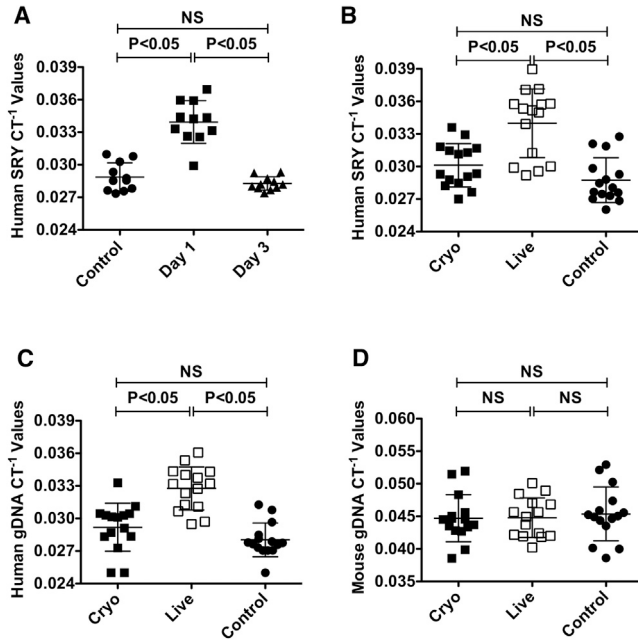 A
NS
P<0.05 P<0.05
Human SRY CT-1 Values
0.039
0.036
0.033
0.030
0.027
0.024
Control Day 1 Day 3
B
NS
P<0.05 P<0.05
Human SRY CT-1 Values
0.039
0.036
0.033
0.030
0.027
0.024
Cryo Live Control
C
NS
P<0.05 P<0.05
Human gDNA CT-1 Values
0.039
0.036
0.033
0.030
0.027
0.024
Cryo Live Control
D
NS
NS NS
Mouse gDNA CT-1 Values
0.060
0.055
0.050
0.045
0.040
0.035
Cryo Live Control